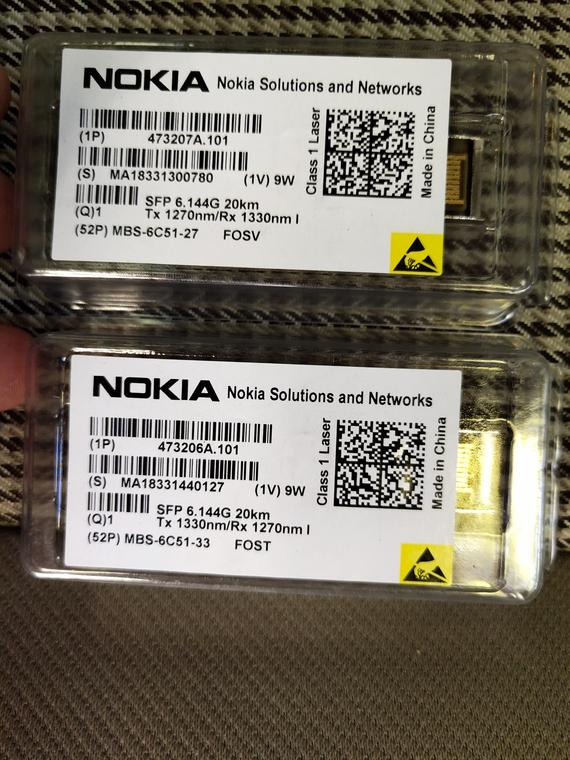 NOKIA Nokia Solutions and Networks
(1P) 473207A.101
(S) MA18331300780 (1V) 9W
SFP 6.144G 20km
(Q)1 Tx 1270nm/Rx 1330nm I
(52P) MBS-6C51-27 FOSV
Class 1 Laser
Made in China
NOKIA Nokia Solutions and Networks
(1P) 473206A.101
(S) MA18331440127 (1V) 9W
SFP 6.144G 20km
(Q)1 Tx 1330nm/Rx 1270nm I
(52P) MBS-6C51-33 FOST
Class 1 Laser
Made in China